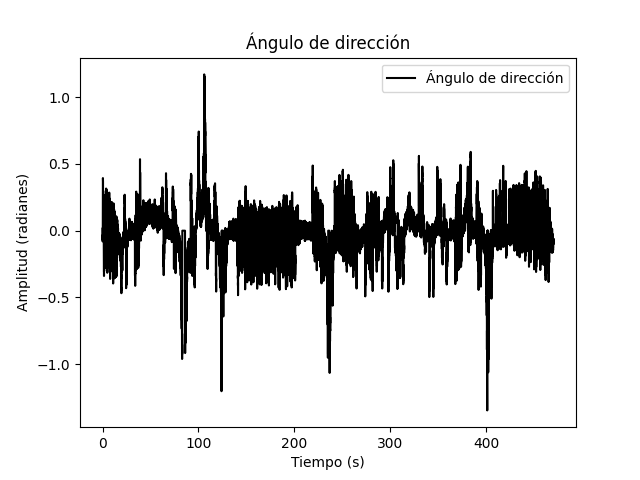 Ángulo de dirección
Ángulo de dirección
1.0
0.5
0.0
−0.5
−1.0
Amplitud (radianes)
0 100 200 300 400
Tiempo (s)